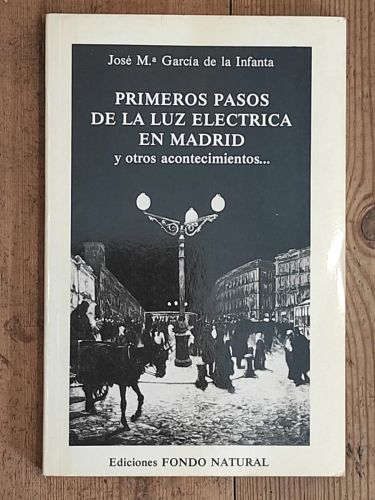 José M.ª García de la Infanta
PRIMEROS PASOS
DE LA LUZ ELECTRICA
EN MADRID
y otros acontecimientos...
Ediciones FONDO NATURAL